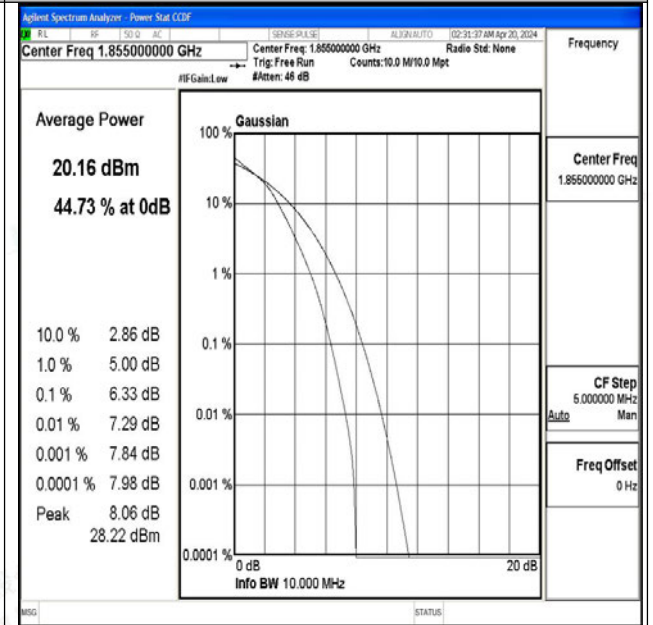 Agilent Spectrum Analyzer - Power Stat CCDF
RL RF 50 Ω AC SENSE:PULSE ALIGN AUTO 02:31:37 AM Apr 20, 2024
Center Freq 1.855000000 GHz
Center Freq: 1.855000000 GHz Radio Std: None
Trig: Free Run Counts:10.0 M/10.0 Mpt
#IFGain:Low #Atten: 46 dB
Frequency
Average Power
20.16 dBm
44.73 % at 0dB
10.0 % 2.86 dB
1.0 % 5.00 dB
0.1 % 6.33 dB
0.01 % 7.29 dB
0.001 % 7.84 dB
0.0001 % 7.98 dB
Peak 8.06 dB
28.22 dBm
Gaussian
100 %
10 %
1 %
0.1 %
0.01 %
0.001 %
0.0001 %
0 dB 20 dB
Info BW 10.000 MHz
Center Freq
1.855000000 GHz
CF Step
5.000000 MHz
Auto Man
Freq Offset
0 Hz
MSG STATUS